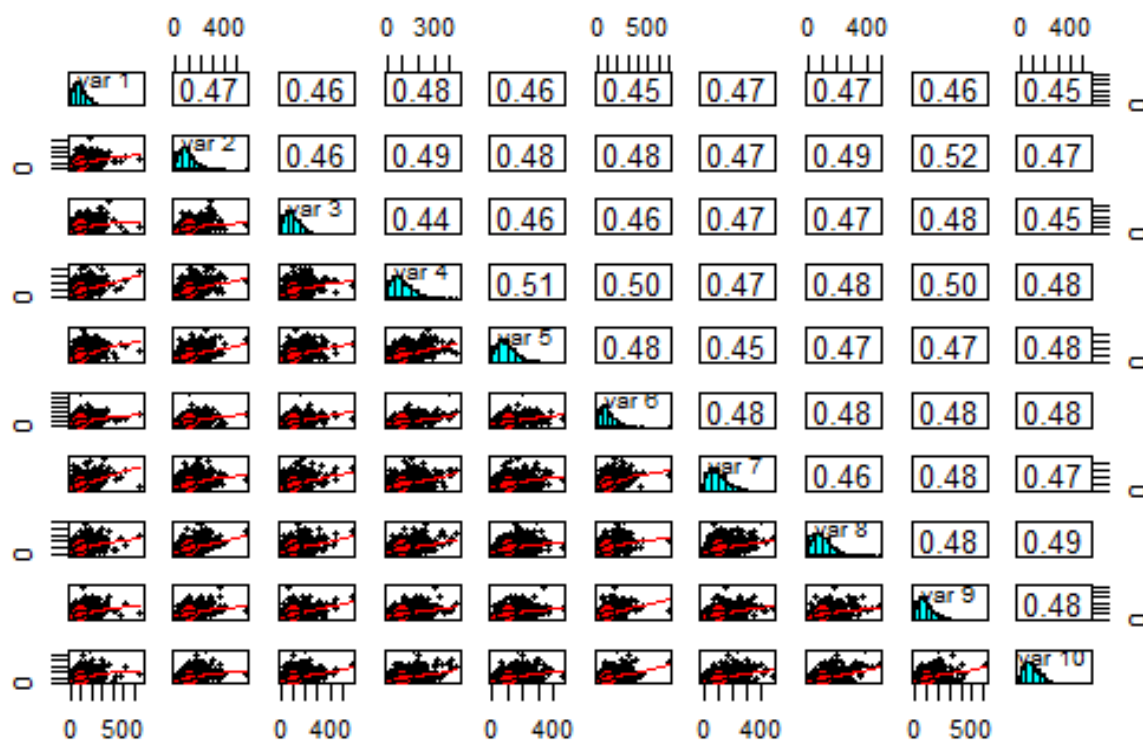 0 400 0 300 0 500 0 400 0 400
var 1 0.47 0.46 0.48 0.46 0.45 0.47 0.47 0.46 0.45 0
0 var 2 0.46 0.49 0.48 0.48 0.47 0.49 0.52 0.47
var 3 0.44 0.46 0.46 0.47 0.47 0.48 0.45 0
0 var 4 0.51 0.50 0.47 0.48 0.50 0.48
var 5 0.48 0.45 0.47 0.47 0.48 0
0 var 6 0.48 0.48 0.48 0.48
var 7 0.46 0.48 0.47 0
0 var 8 0.48 0.49
var 9 0.48 0
0 var 10
0 500 0 400 0 400 0 400 0 500